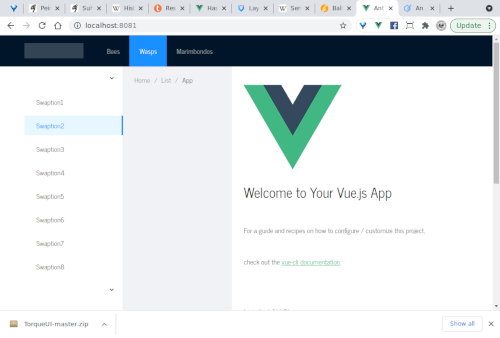 Per
Sul
His
Rea
Hac
Lay
Ser
Ant
An
localhost:8081
Update
Bees
Wasps
Marimbondos
Home / List / App
Swaption1
Swaption2
Swaption3
Swaption4
Swaption5
Swaption6
Swaption7
Swaption8
Welcome to Your Vue.js App
For a guide and recipes on how to configure / customize this project,
check out the vue-cli documentation.
TorqueUI-master.zip
Show all